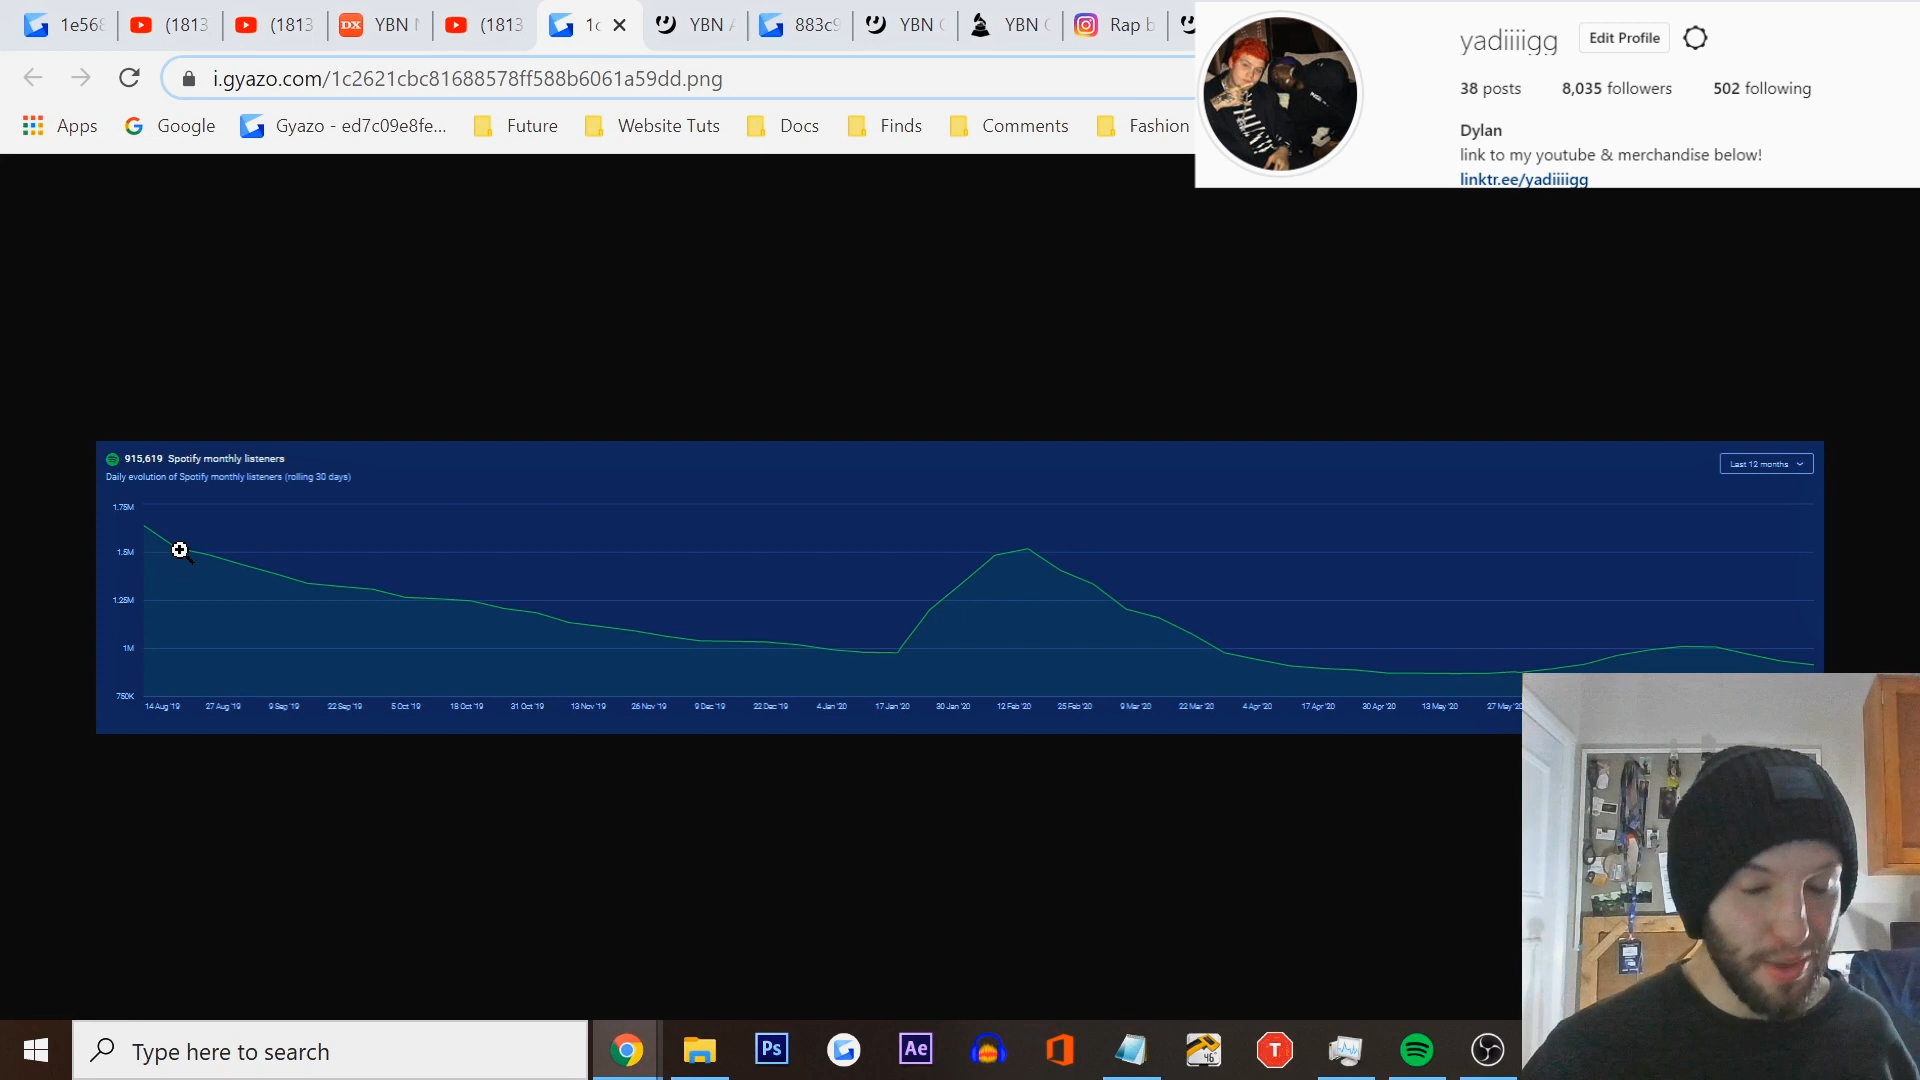 1e568
(1813
(1813
DX YBN N
(1813
1c
YBN A
883c9
YBN C
YBN C
Rap b
i.gyazo.com/1c2621cbc81688578ff588b6061a59dd.png
Apps
Google
Gyazo - ed7c09e8fe...
Future
Website Tuts
Docs
Finds
Comments
Fashion
yadiiiigg
Edit Profile
38 posts 8,035 followers 502 following
Dylan
link to my youtube & merchandise below!
linktr.ee/yadiiiigg
915,619 Spotify monthly listeners
Daily evolution of Spotify monthly listeners (rolling 30 days)
Last 12 months
1.75M
1.5M
1.25M
1M
750K
14 Aug '19 27 Aug '19 9 Sep '19 22 Sep '19 5 Oct '19 18 Oct '19 31 Oct '19 13 Nov '19 26 Nov '19 9 Dec '19 22 Dec '19 4 Jan '20 17 Jan '20 30 Jan '20 12 Feb '20 25 Feb '20 9 Mar '20 22 Mar '20 4 Apr '20 17 Apr '20 30 Apr '20 13 May '20 27 May '20
Type here to search
Ps
Ae
46°
T